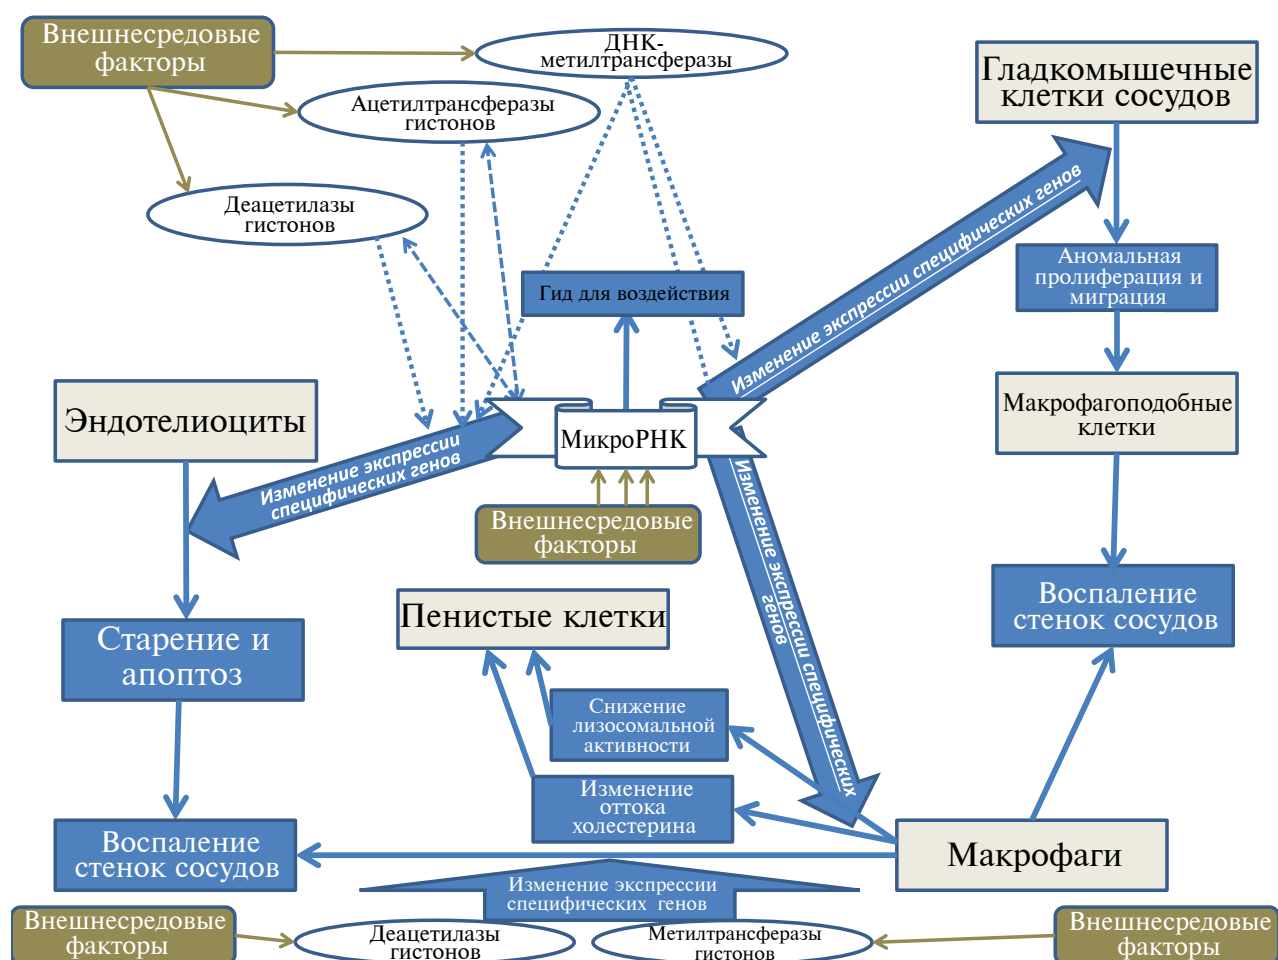 Внешнесредовые
факторы
ДНК-
метилтрансферазы
Ацетилтрансферазы
гистонов
Деацетилазы
гистонов
Гладкомышечные
клетки сосудов
Изменение экспрессии специфических генов
Аномальная
пролиферация и
миграция
Гид для воздействия
Макрофагоподобные
клетки
Эндотелиоциты
МикроРНК
Изменение экспрессии
специфических генов
Внешнесредовые
факторы
Изменение экспрессии специфических
генов
Воспаление
стенок сосудов
Пенистые клетки
Старение и
апоптоз
Снижение
лизосомальной
активности
Изменение
оттока
холестерина
Воспаление
стенок сосудов
Макрофаги
Изменение экспрессии
специфических генов
Внешнесредовые
факторы
Деацетилазы
гистонов
Метилтрансферазы
гистонов
Внешнесредовые
факторы